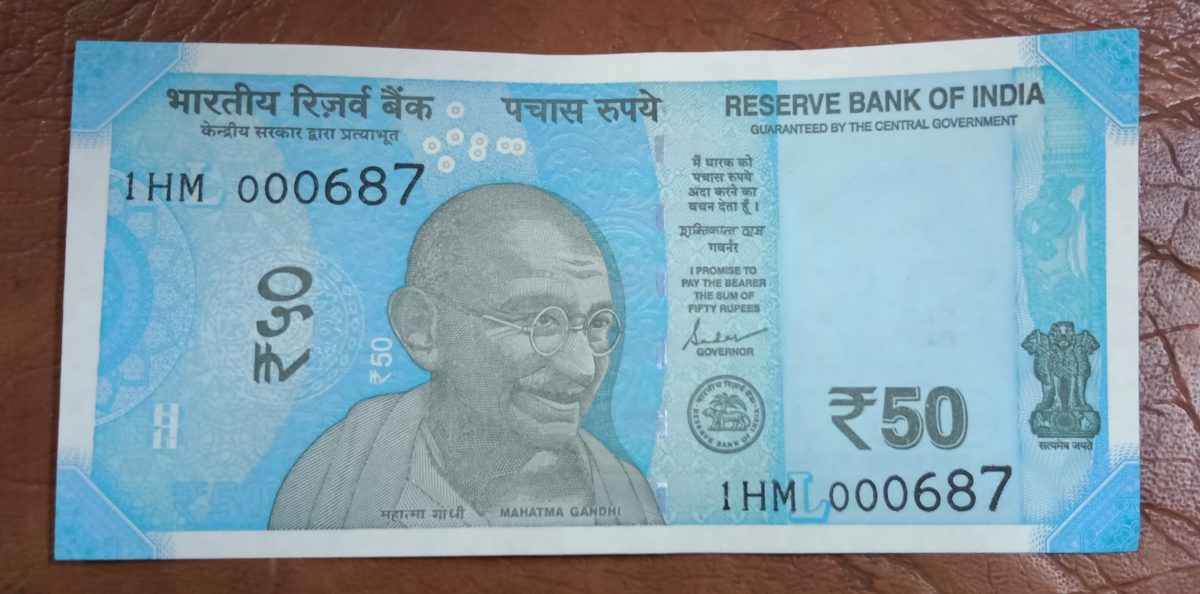 भारतीय रिज़र्व बैंक
केन्द्रीय सरकार द्वारा प्रत्याभूत
पचास रुपये
RESERVE BANK OF INDIA
GUARANTEED BY THE CENTRAL GOVERNMENT
1HM 000687
₹५०
₹50
मैं धारक को
पचास रुपये
अदा करने का
वचन देता हूँ।
शक्तिकान्त दास
गवर्नर
I PROMISE TO
PAY THE BEARER
THE SUM OF
FIFTY RUPEES
GOVERNOR
भारतीय रिज़र्व बैंक
RESERVE BANK OF INDIA
₹50
सत्यमेव जयते
L
1HM 000687
₹50
महात्मा गांधी
MAHATMA GANDHI